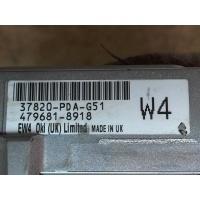 37820-PDA-G51
479681-8918
EW4 Oki (UK) Limited MADE IN UK
W4